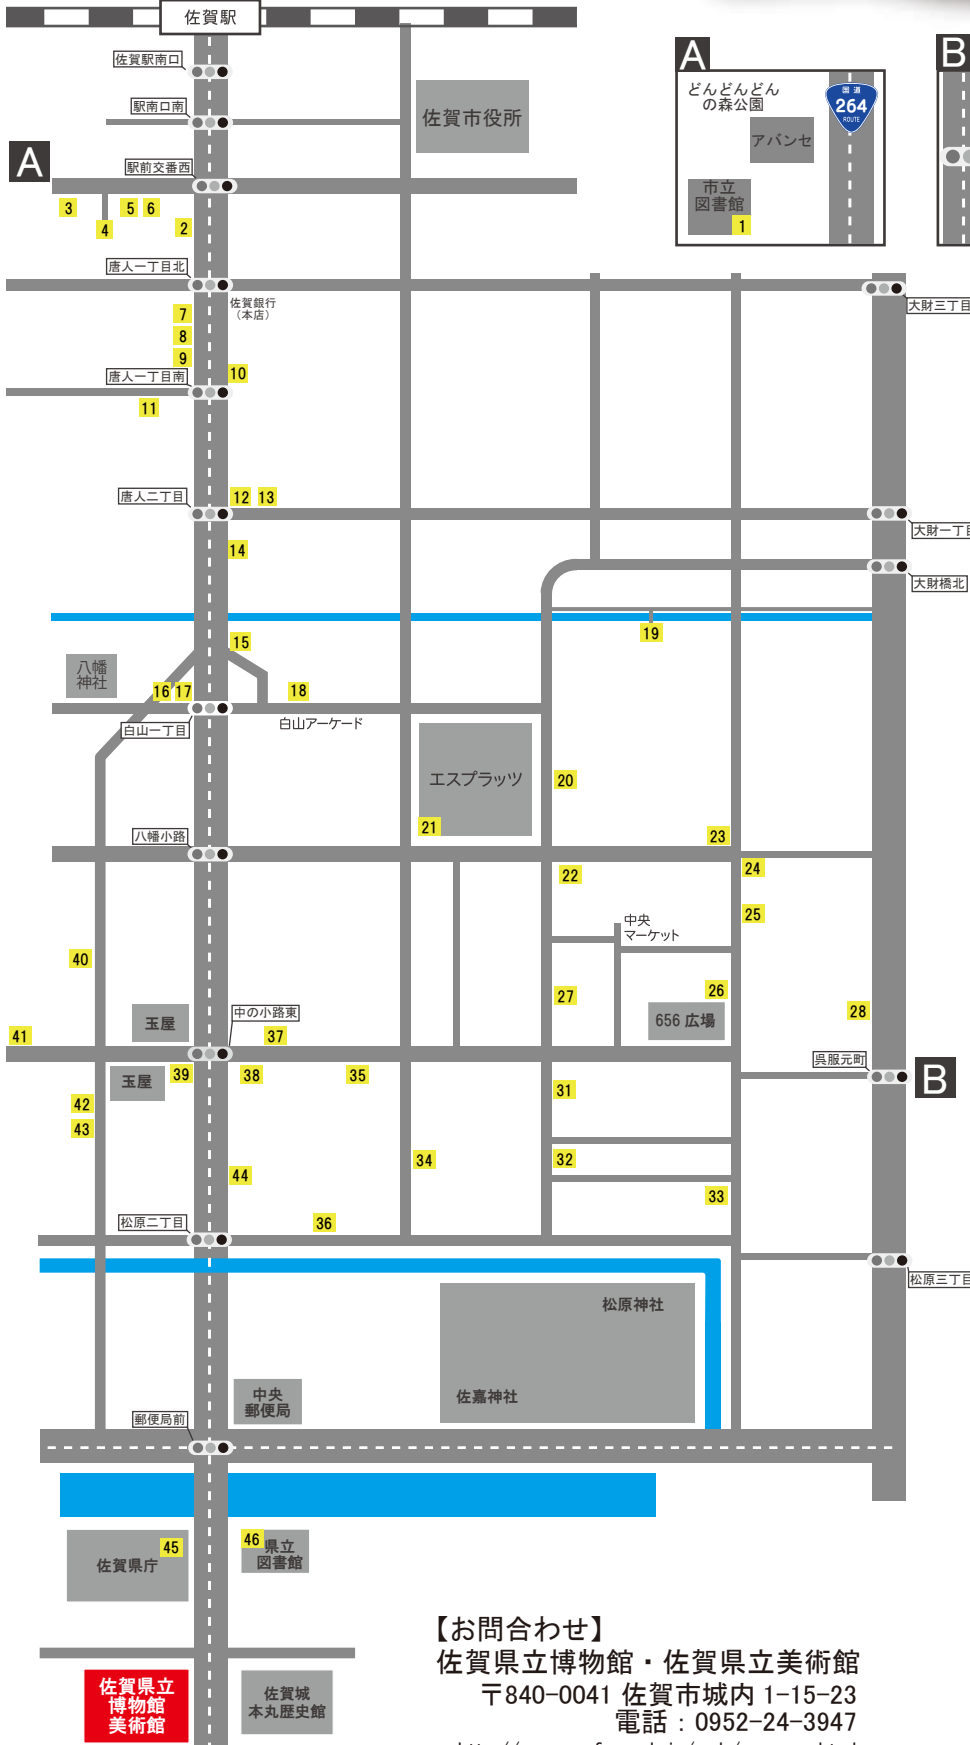 佐賀駅
佐賀駅南口
駅南口南
佐賀市役所
A
駅前交番西
3
4
5
6
2
A
どんどんどん
の森公園
国道
264
ROUTE
アバンセ
市立
図書館
1
B
唐人一丁目北
佐賀銀行
（本店）
大財三丁目
7
8
9
10
唐人一丁目南
11
唐人二丁目
12
13
大財一丁目
14
大財橋北
19
15
八幡
神社
16
17
18
白山一丁目
白山アーケード
エスプラッツ
20
21
23
八幡小路
22
24
25
中央
マーケット
40
27
26
656 広場
28
41
玉屋
中の小路東
37
呉服元町
B
玉屋
39
38
35
31
42
43
44
34
32
33
松原二丁目
36
松原三丁目
松原神社
佐嘉神社
中央
郵便局
郵便局前
佐賀県庁
45
46
県立
図書館
佐賀県立
博物館
美術館
佐賀城
本丸歴史館
【お問合わせ】
佐賀県立博物館・佐賀県立美術館
〒840-0041 佐賀市城内 1-15-23
電話：0952-24-3947